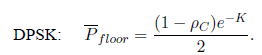 DPSK: $\overline{P}_{floor} = \frac{(1 - \rho_C)e^{-K}}{2}.$